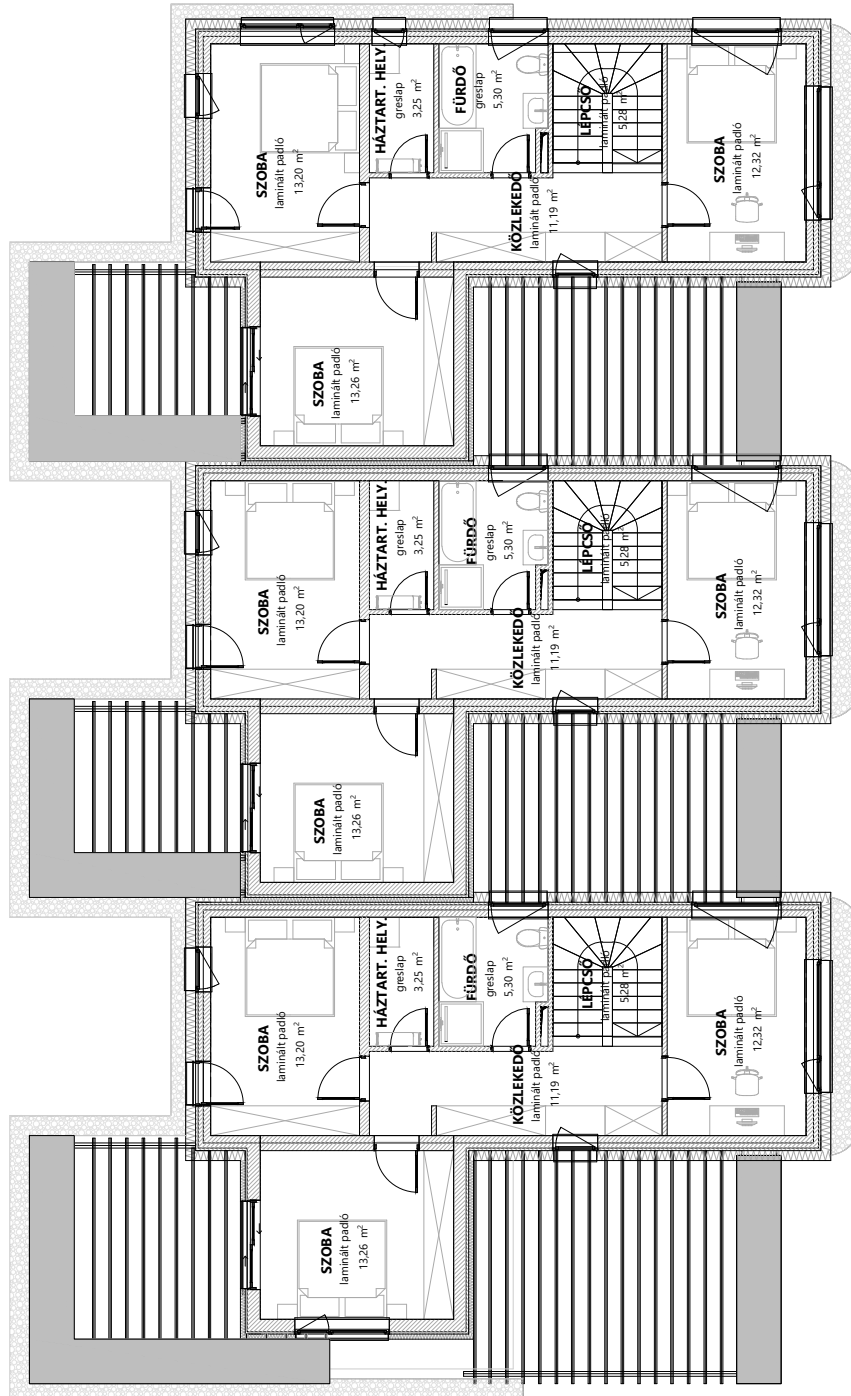 SZOBA
laminált padló
13,20 m²
HÁZTART. HELY.
greslap
3,25 m²
FÜRDŐ
greslap
5,30 m²
LÉPCSŐ
laminált padló
5,28 m²
KÖZLEKEDŐ
laminált padló
11,19 m²
SZOBA
laminált padló
12,32 m²
SZOBA
laminált padló
13,26 m²
SZOBA
laminált padló
13,20 m²
HÁZTART. HELY.
greslap
3,25 m²
FÜRDŐ
greslap
5,30 m²
LÉPCSŐ
laminált padló
5,28 m²
KÖZLEKEDŐ
laminált padló
11,19 m²
SZOBA
laminált padló
12,32 m²
SZOBA
laminált padló
13,26 m²
SZOBA
laminált padló
13,20 m²
HÁZTART. HELY.
greslap
3,25 m²
FÜRDŐ
greslap
5,30 m²
LÉPCSŐ
laminált padló
5,28 m²
KÖZLEKEDŐ
laminált padló
11,19 m²
SZOBA
laminált padló
12,32 m²
SZOBA
laminált padló
13,26 m²